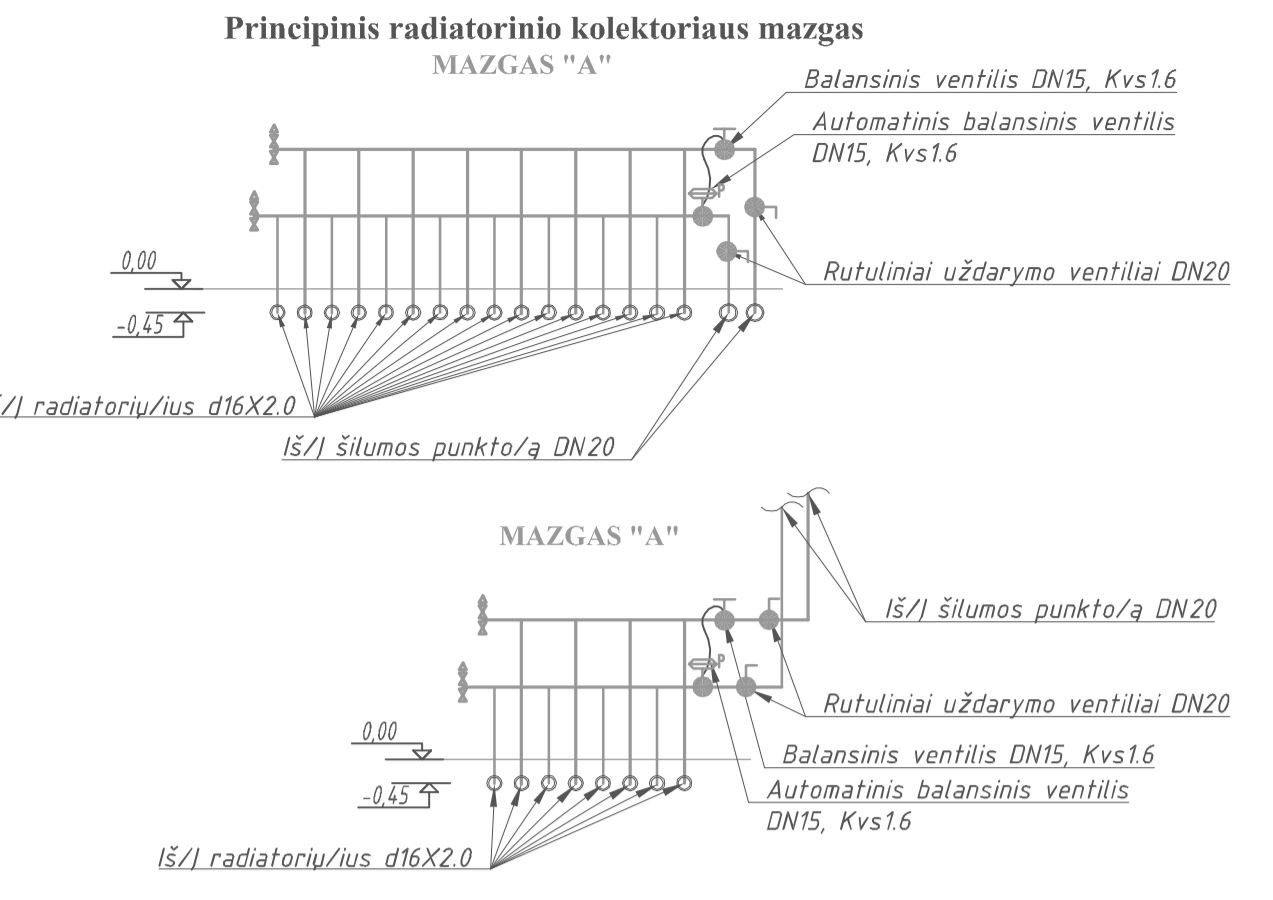 Principinis radiatorinio kolektoriaus mazgas
MAZGAS "A"
Balansinis ventilis DN15, Kvs1.6
Automatinis balansinis ventilis
DN15, Kvs1.6
P
0,00
Rutuliniai uždarymo ventiliai DN20
-0,45
š/Į radiatorių/ius d16X2.0
Iš/Į šilumos punkto/ą DN20
MAZGAS "A"
Iš/Į šilumos punkto/ą DN20
P
Rutuliniai uždarymo ventiliai DN20
0,00
Balansinis ventilis DN15, Kvs1.6
-0,45
Automatinis balansinis ventilis
DN15, Kvs1.6
Iš/Į radiatorių/ius d16X2.0